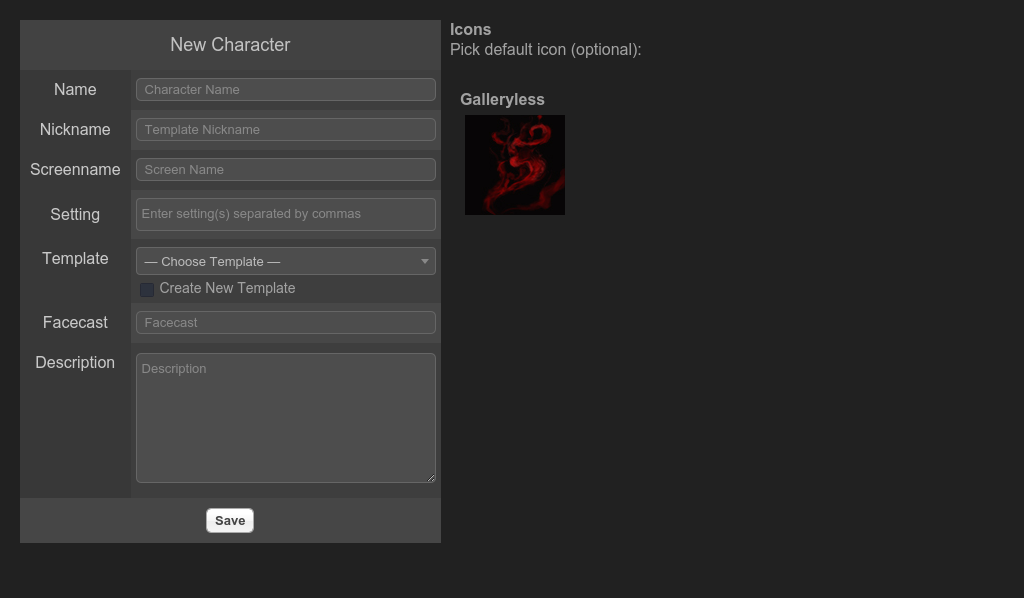 New Character
Name
Character Name
Nickname
Template Nickname
Screenname
Screen Name
Setting
Enter setting(s) separated by commas
Template
— Choose Template —
Create New Template
Facecast
Facecast
Description
Description
Save
Icons
Pick default icon (optional):
Galleryless